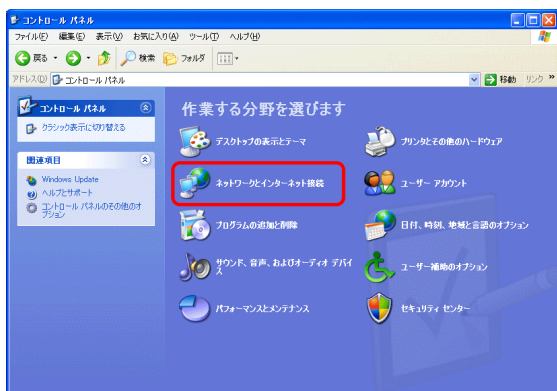 コントロール パネル
ファイル(F) 編集(E) 表示(V) お気に入り(A) ツール(T) ヘルプ(H)
戻る 検索 フォルダ
アドレス(D) コントロール パネル 移動 リンク »
コントロール パネル
クラシック表示に切り替える
関連項目
Windows Update
ヘルプとサポート
コントロール パネルのその他のオ
プション
作業する分野を選びます
デスクトップの表示とテーマ
プリンタとその他のハードウェア
ネットワークとインターネット接続
ユーザー アカウント
プログラムの追加と削除
日付、時刻、地域と言語のオプション
サウンド、音声、およびオーディオ デバイ
ス
ユーザー補助のオプション
パフォーマンスとメンテナンス
セキュリティ センター